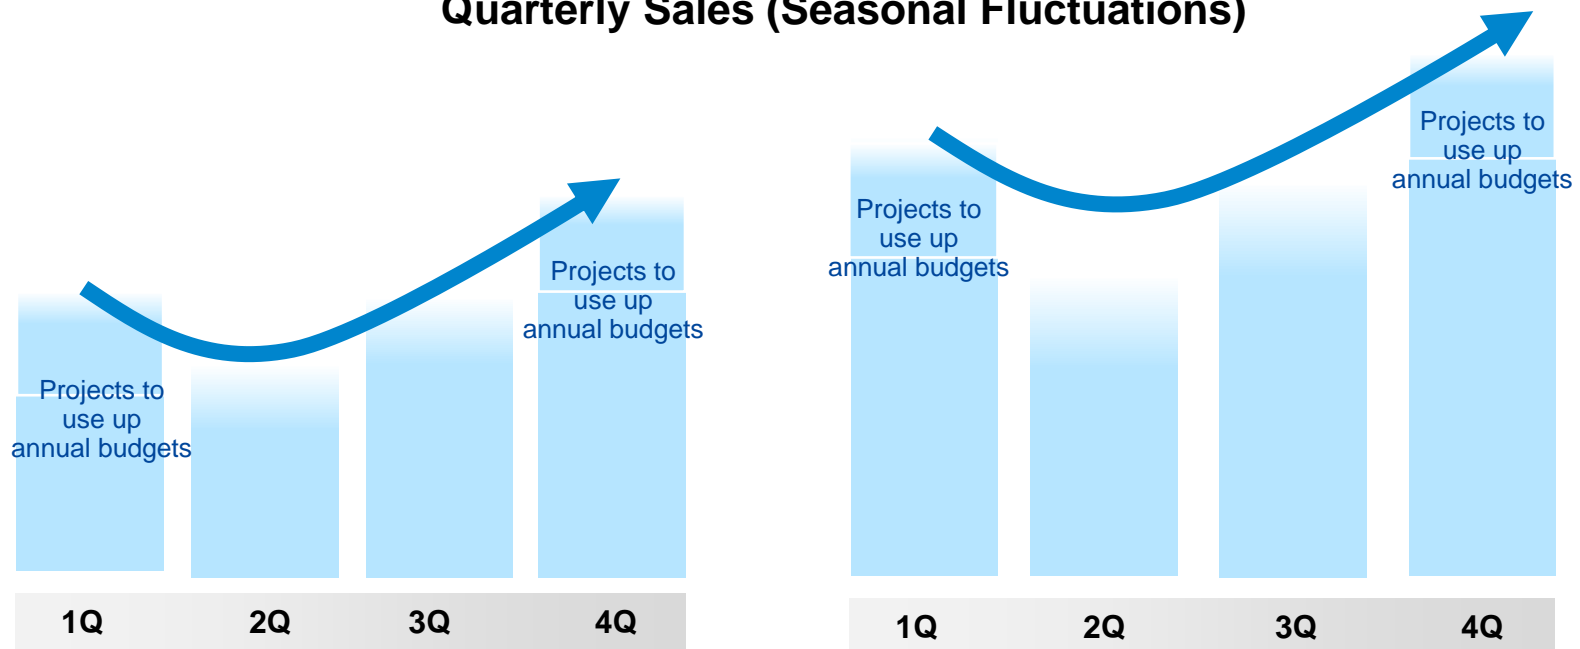 Quarterly Sales (Seasonal Fluctuations)
Projects to
use up
annual budgets
Projects to
use up
annual budgets
1Q 2Q 3Q 4Q
Projects to
use up
annual budgets
Projects to
use up
annual budgets
1Q 2Q 3Q 4Q